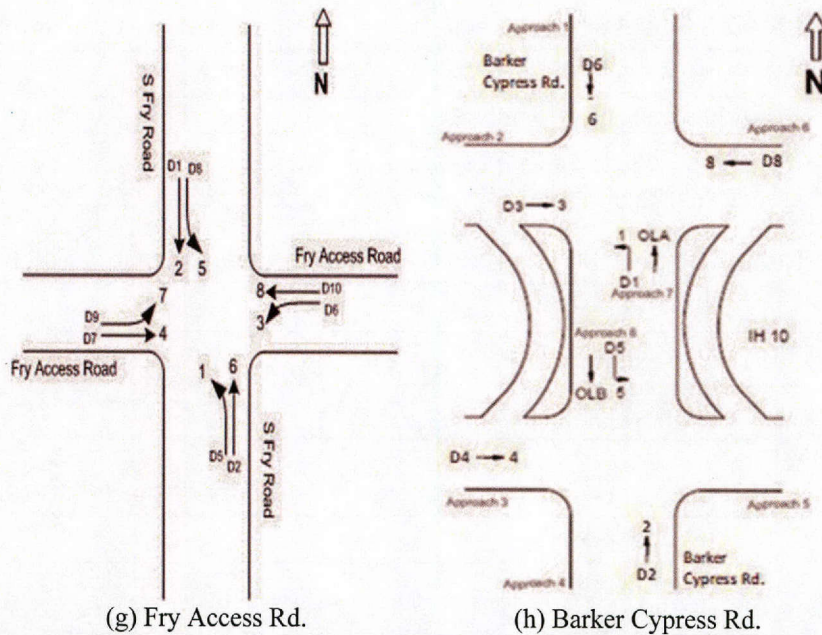 S Fry Road
N
D1 D8
2 5
Fry Access Road
7
8 D10
D9
D6
D7 4
3
Fry Access Road
1 6
D5 D2
S Fry Road
(g) Fry Access Rd.
Approach 1
Barker
Cypress Rd.
D6
6
N
Approach 2
Approach 6
8 D8
D3 3
1 OLA
D1
Approach 7
Approach 8
D5
IH 10
OLB 5
D4 4
Approach 3
Approach 5
2
D2
Barker
Cypress Rd.
Approach 4
(h) Barker Cypress Rd.